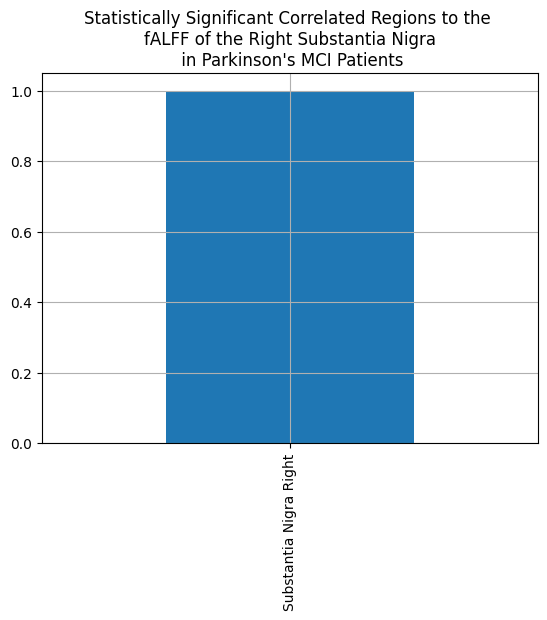 Statistically Significant Correlated Regions to the
fALFF of the Right Substantia Nigra
in Parkinson's MCI Patients
1.0
0.8
0.6
0.4
0.2
0.0
Substantia Nigra Right